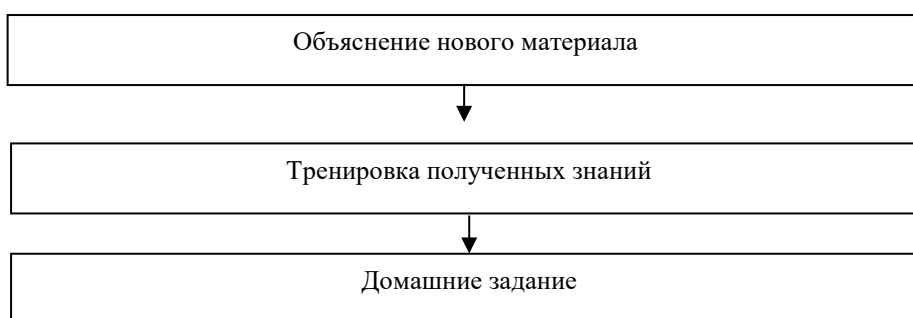 Объяснение нового материала
Тренировка полученных знаний
Домашние задание